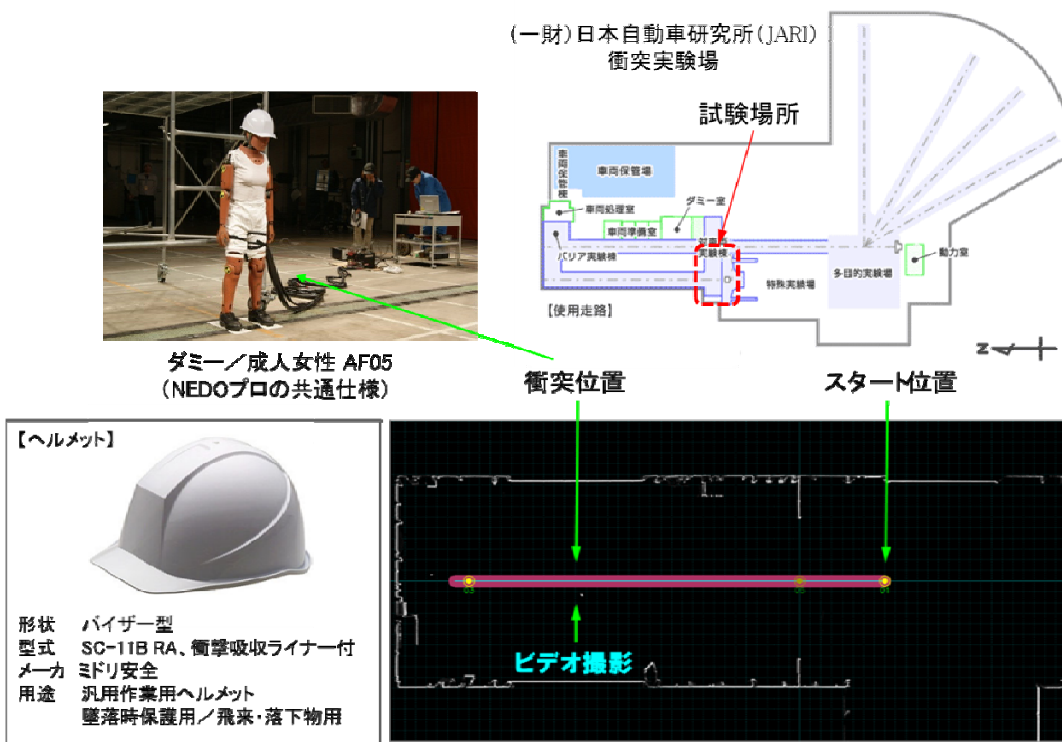 (一財)日本自動車研究所(JARI)
衝突実験場
試験場所
車両保管棟
車両保管場
車両処理室
ダミー室
車両準備室
実験棟
バリア実験棟
特殊実験場
多目的実験場
動力室
【使用走路】
N
ダミー/成人女性 AF05
(NEDOプロの共通仕様)
衝突位置
スタート位置
【ヘルメット】
形状 バイザー型
型式 SC-11B RA、衝撃吸収ライナー付
メーカ ミドリ安全
用途 汎用作業用ヘルメット
墜落時保護用/飛来・落下物用
ビデオ撮影